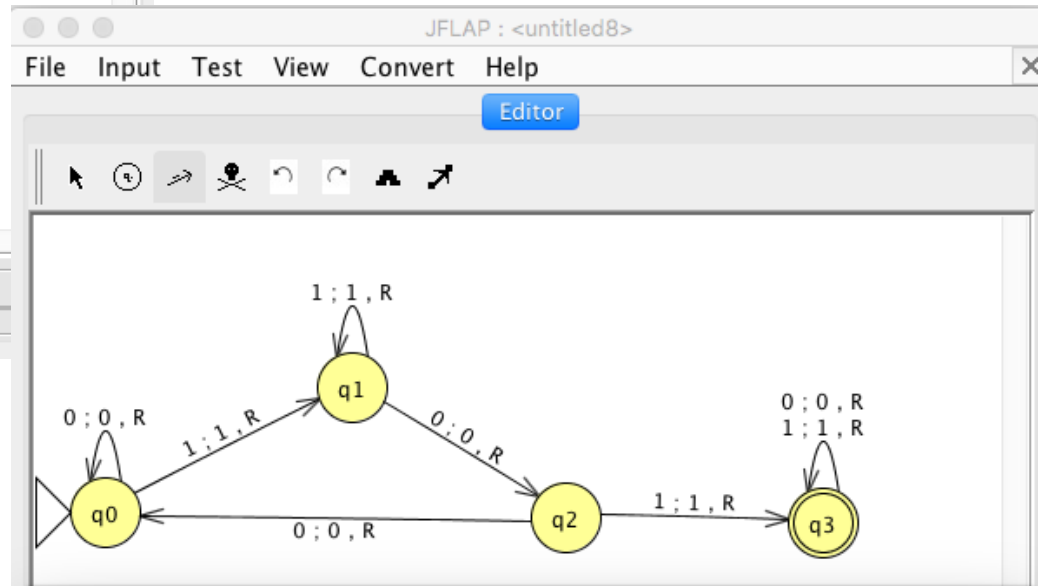 JFLAP : <untitled8>
File Input Test View Convert Help
Editor
1 ; 1 , R
q1
0 ; 0 , R
1 ; 1 , R
0 ; 0 , R
0 ; 0 , R
1 ; 1 , R
q0
0 ; 0 , R
q2
1 ; 1 , R
q3